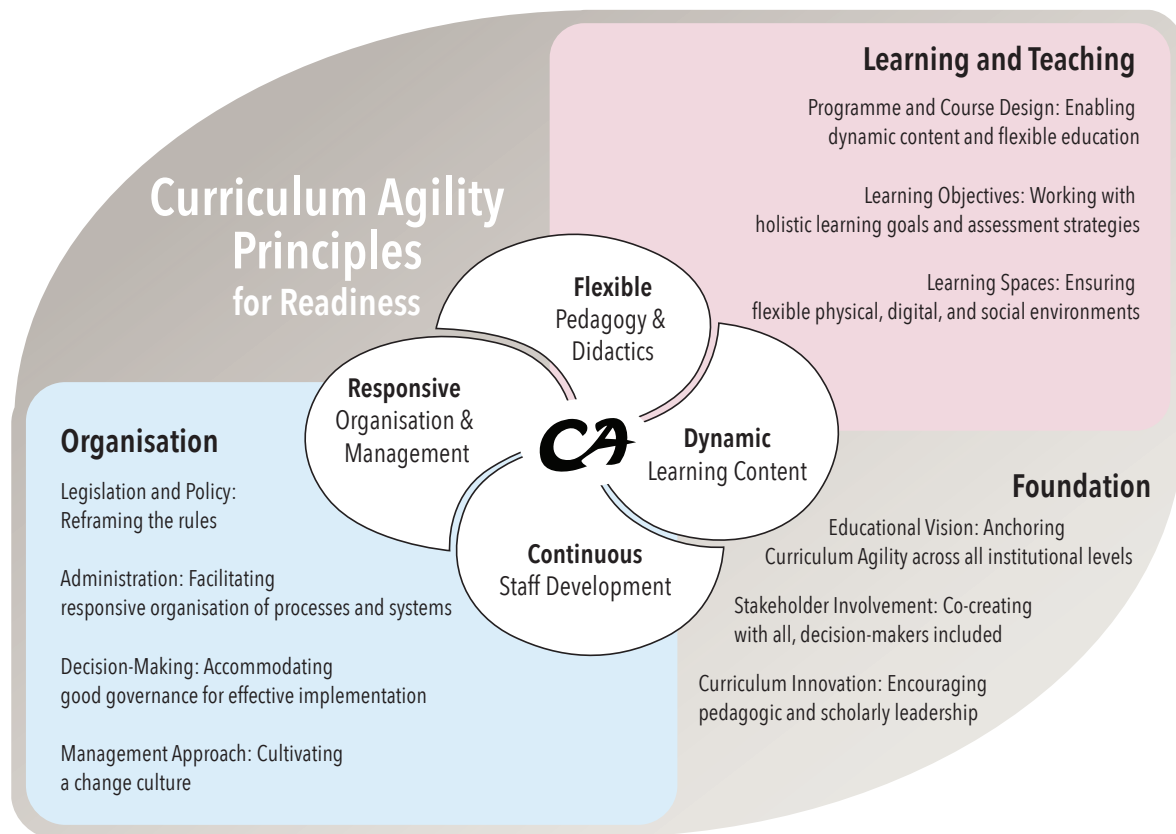 Curriculum Agility
Principles
for Readiness
Learning and Teaching
Programme and Course Design: Enabling
dynamic content and flexible education
Learning Objectives: Working with
holistic learning goals and assessment strategies
Learning Spaces: Ensuring
flexible physical, digital, and social environments
Flexible
Pedagogy &
Didactics
Responsive
Organisation &
Management
CA
Dynamic
Learning Content
Continuous
Staff Development
Organisation
Legislation and Policy:
Reframing the rules
Administration: Facilitating
responsive organisation of processes and systems
Decision-Making: Accommodating
good governance for effective implementation
Management Approach: Cultivating
a change culture
Foundation
Educational Vision: Anchoring
Curriculum Agility across all institutional levels
Stakeholder Involvement: Co-creating
with all, decision-makers included
Curriculum Innovation: Encouraging
pedagogic and scholarly leadership